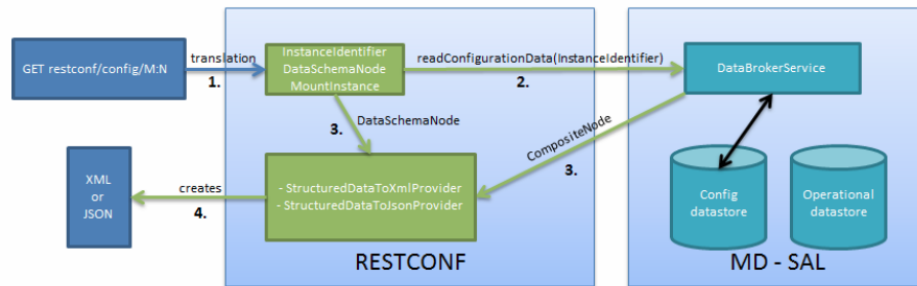 GET restconf/config/M:N
translation
1.
InstanceIdentifier
DataSchemaNode
MountInstance
readConfigurationData(InstanceIdentifier)
2.
DataBrokerService
3.
DataSchemaNode
CompositeNode
3.
XML
or
JSON
creates
4.
- StructuredDataToXmlProvider
- StructuredDataToJsonProvider
Config
datastore
Operational
datastore
RESTCONF
MD - SAL